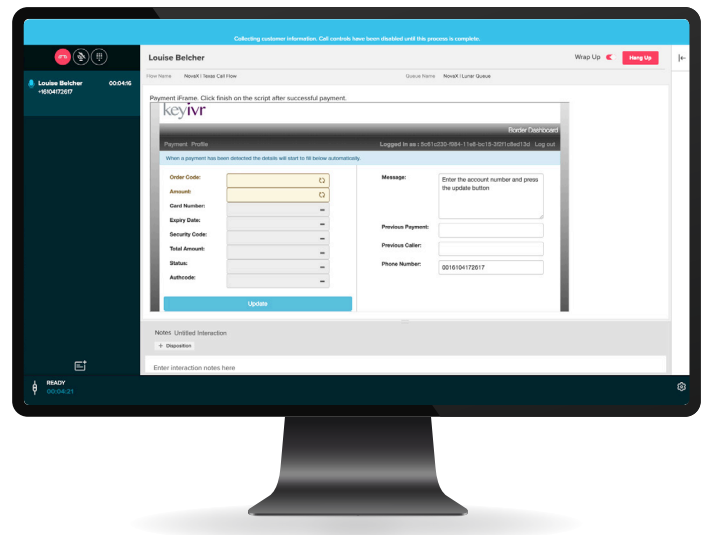 Collecting customer information. Call controls have been disabled until this process is complete.
Louise Belcher
Wrap Up
Hang Up
Louise Belcher 00:04:16
+16104172617
Flow Name NovaX | Texas Call Flow
Queue Name NovaX | Lunar Queue
Payment iFrame. Click finish on the script after successful payment.
keyivr
Border Dashboard
Payment Profile
Logged in as : 5c61c230-f984-11e8-bc15-2f2f1c8ed13d Log out
When a payment has been detected the details will start to fill below automatically.
Order Code:
Amount:
Card Number:
Expiry Date:
Security Code:
Total Amount:
Status:
Authcode:
Update
Message:
Enter the account number and press
the update button
Previous Payment:
Previous Caller:
Phone Number:
0016104172617
Notes Untitled Interaction
+ Disposition
Enter interaction notes here
READY
00:04:21